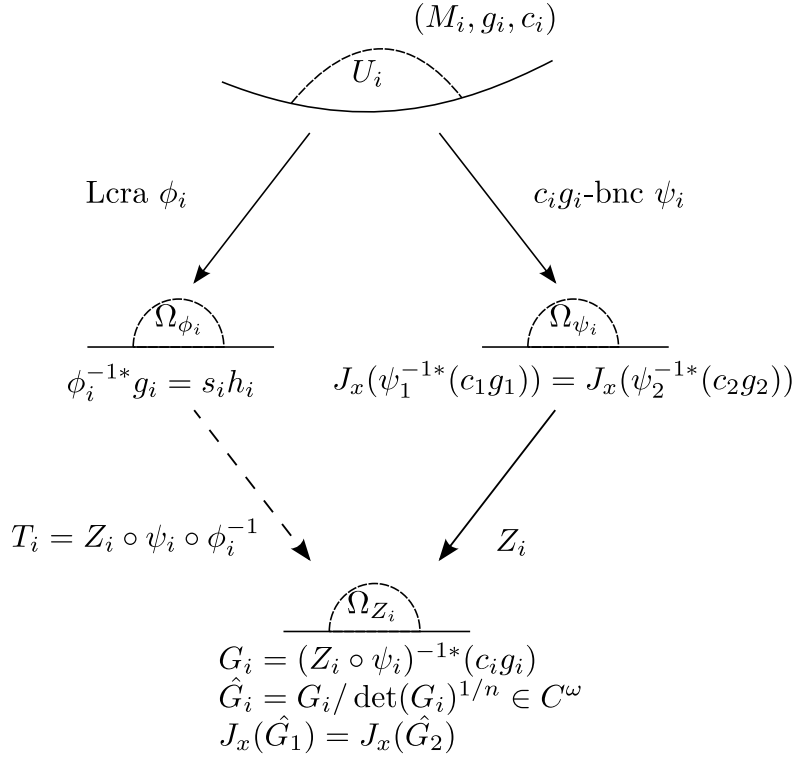 (M_i, g_i, c_i)
U_i
Lcra ϕ_i
c_i g_i-bnc ψ_i
Ω_{ϕ_i}
Ω_{ψ_i}
ϕ_i^{-1*} g_i = s_i h_i
J_x(ψ_1^{-1*}(c_1 g_1)) = J_x(ψ_2^{-1*}(c_2 g_2))
T_i = Z_i ∘ ψ_i ∘ ϕ_i^{-1}
Z_i
Ω_{Z_i}
G_i = (Z_i ∘ ψ_i)^{-1*}(c_i g_i)
Ĝ_i = G_i / det(G_i)^{1/n} ∈ C^ω
J_x(Ĝ_1) = J_x(Ĝ_2)